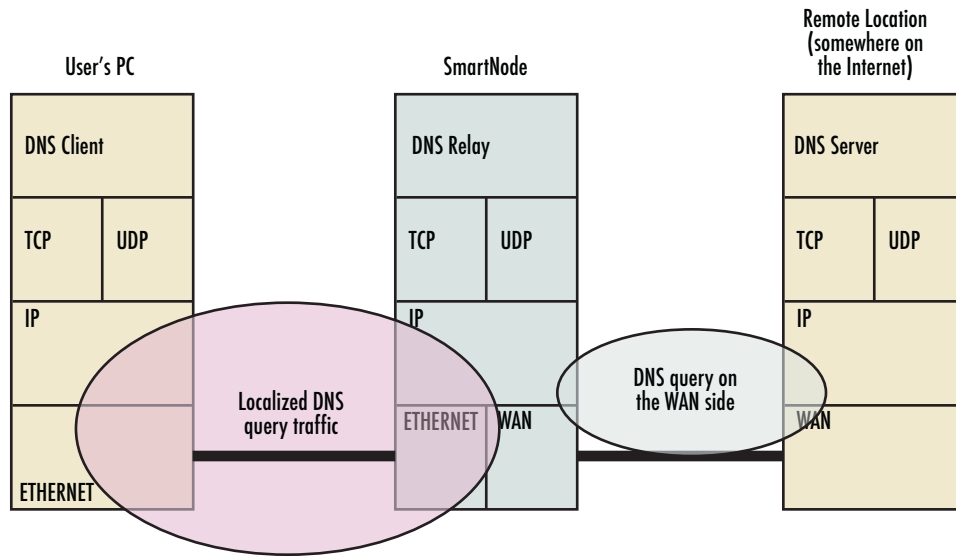 Remote Location
(somewhere on
the Internet)
User's PC
SmartNode
DNS Client
DNS Relay
DNS Server
TCP
UDP
TCP
UDP
TCP
UDP
IP
IP
IP
Localized DNS
query traffic
DNS query on
the WAN side
ETHERNET
WAN
WAN
ETHERNET